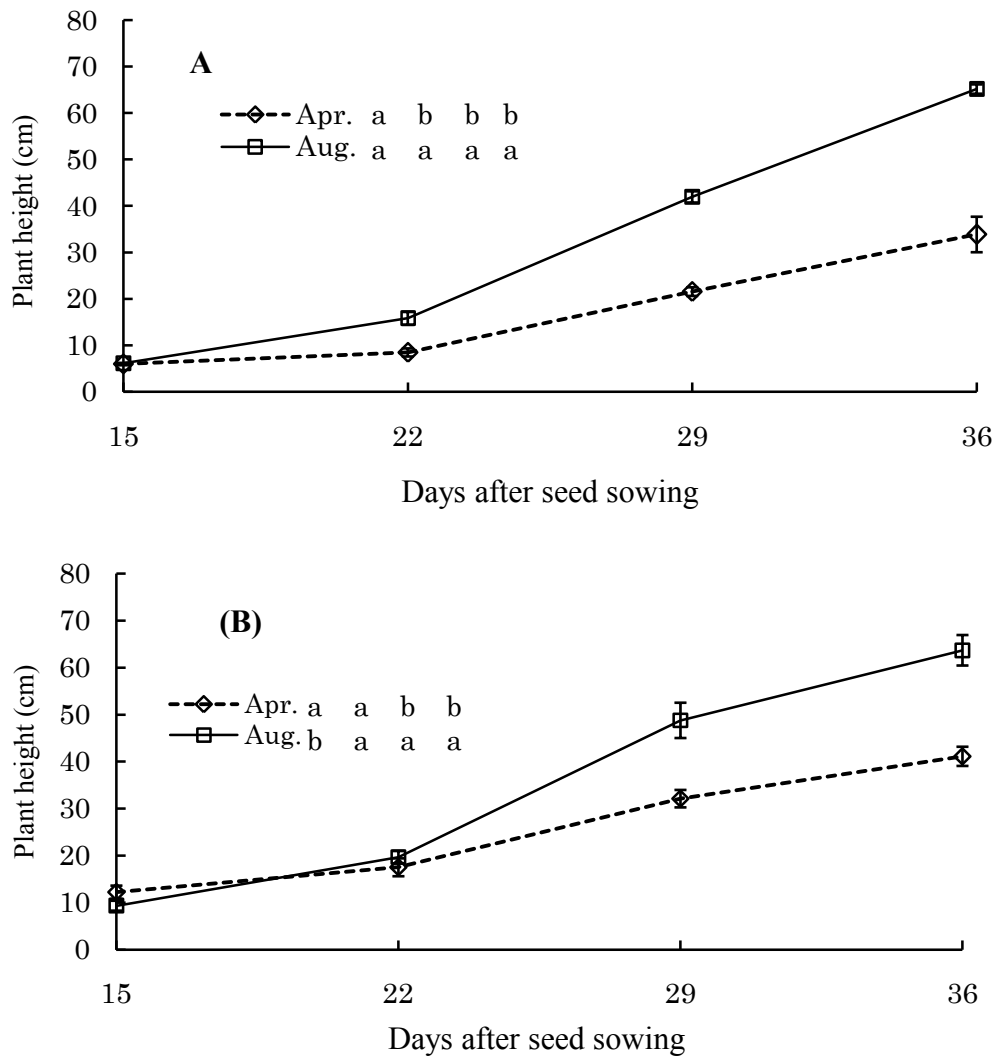 80
70
A
60
Apr. a b b b
Aug. a a a a
50
40
30
20
10
0
Plant height (cm)
15 22 29 36
Days after seed sowing
80
70
(B)
60
Apr. a a b b
Aug. b a a a
50
40
30
20
10
0
Plant height (cm)
15 22 29 36
Days after seed sowing